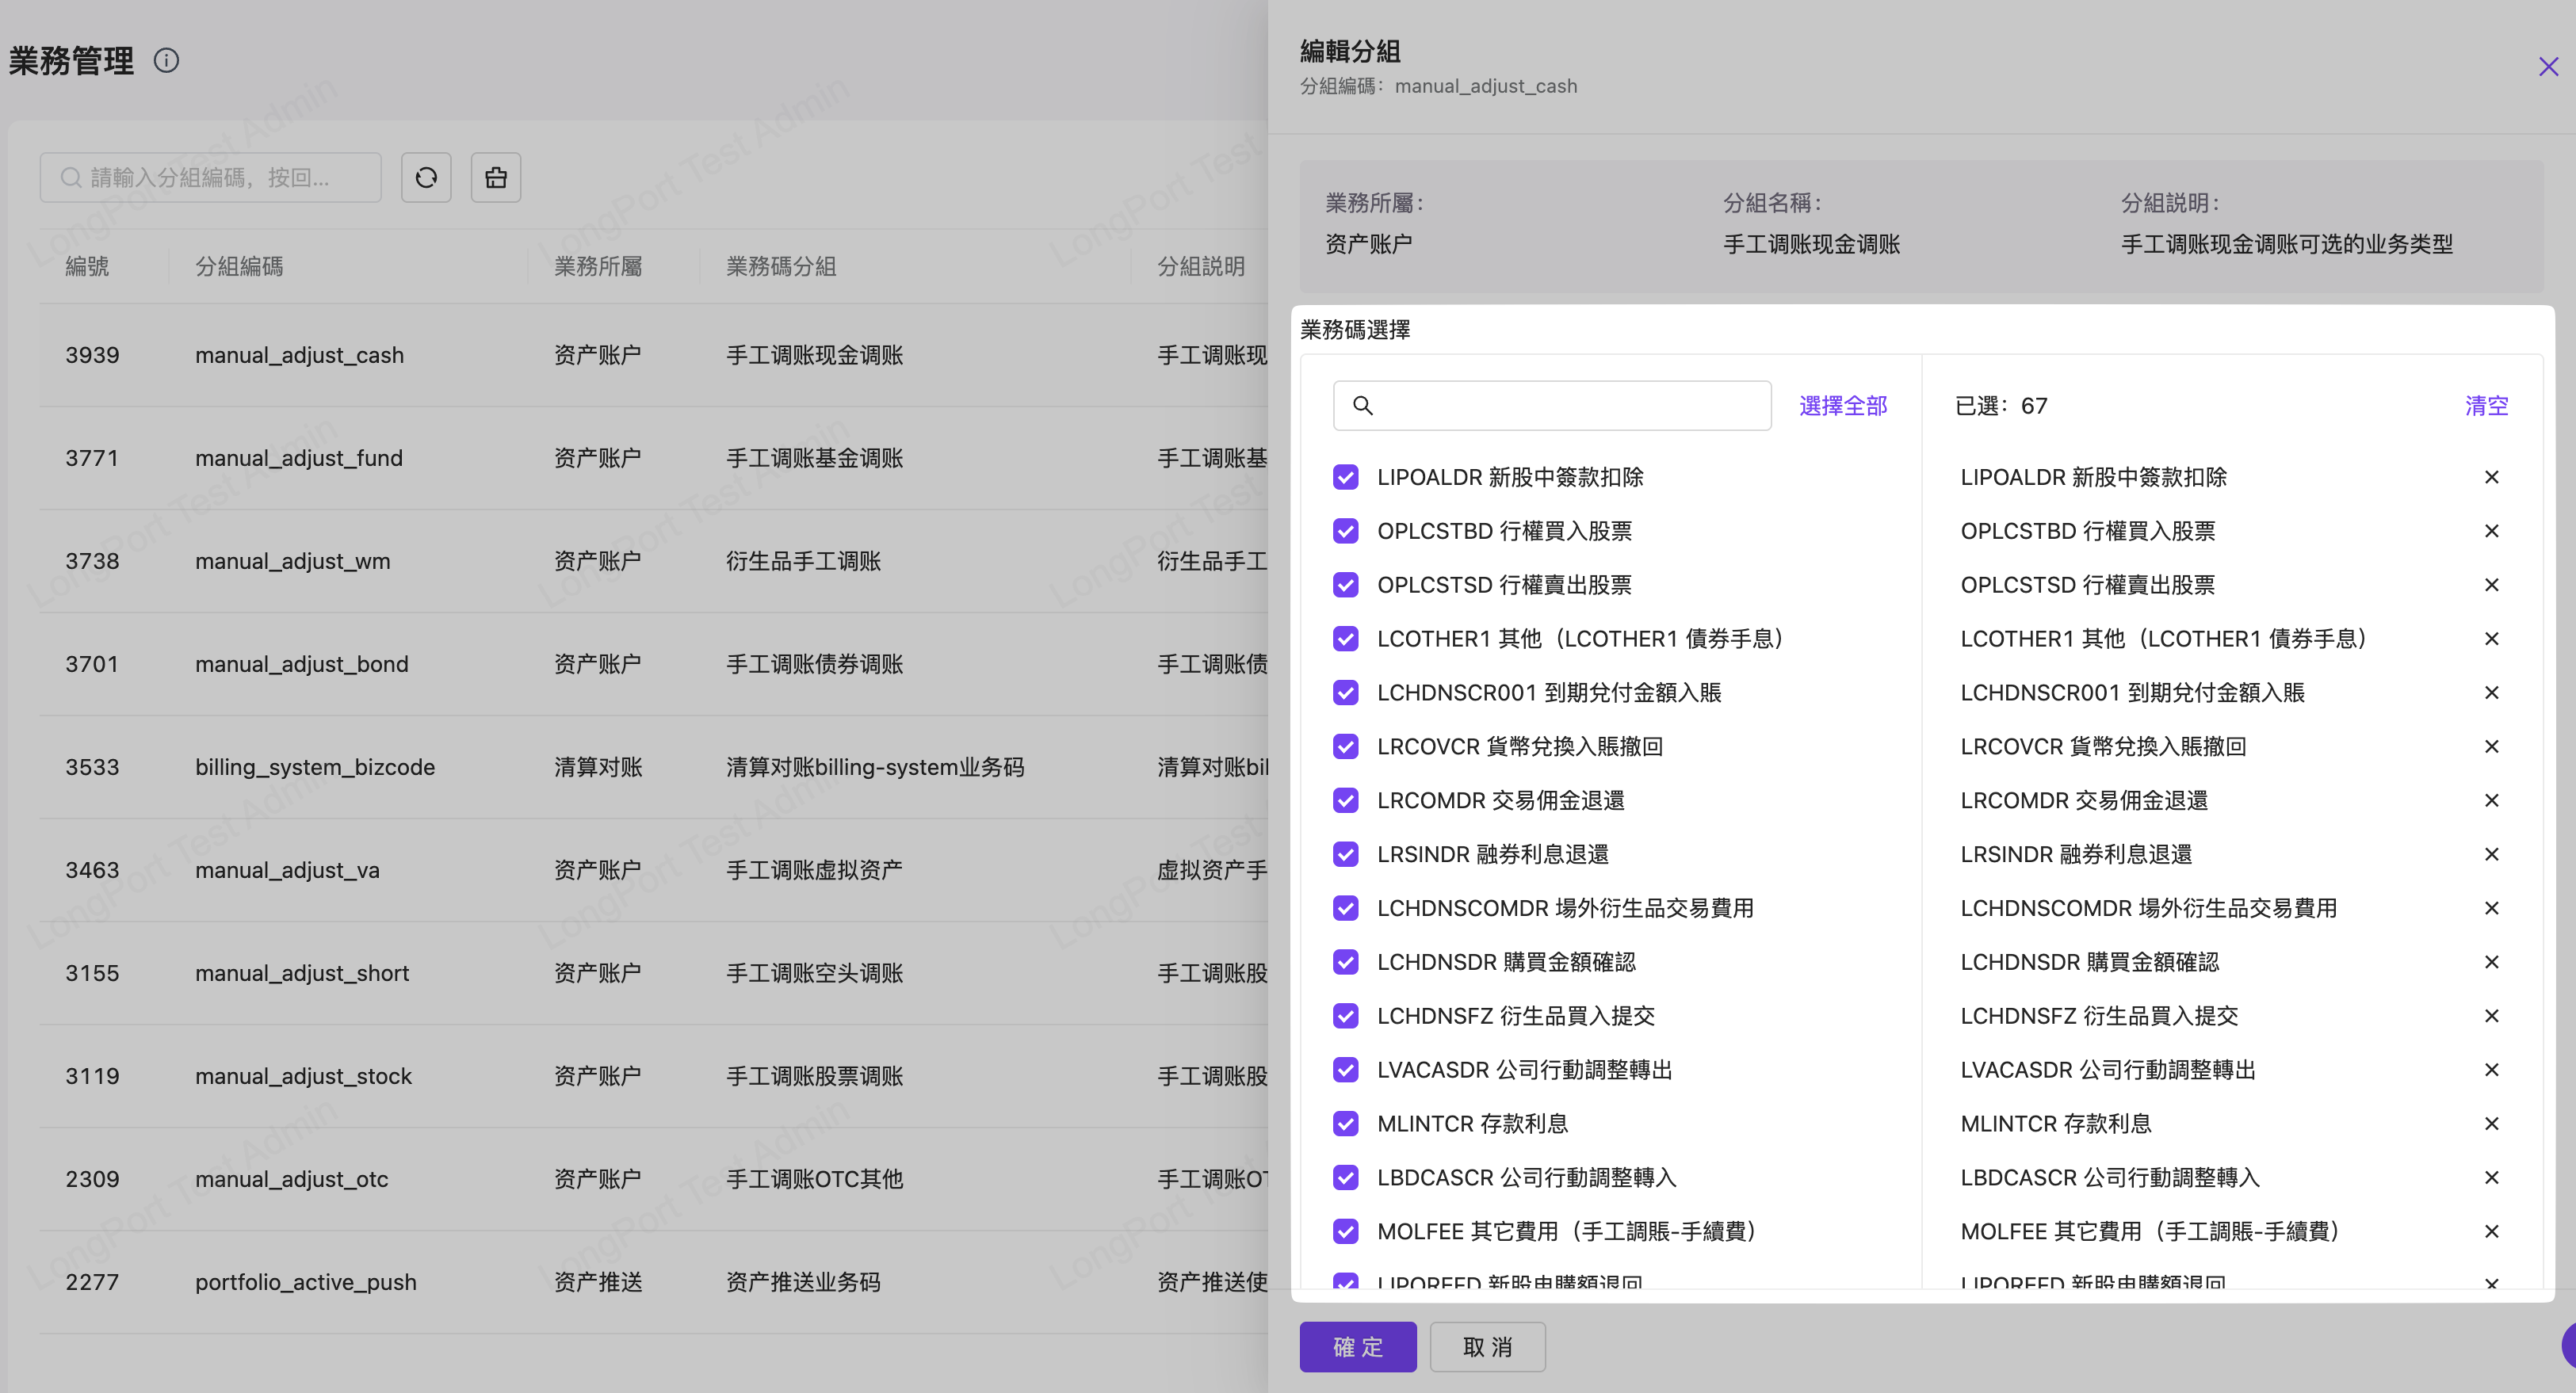 業務管理
請輸入分組編碼，按回...
編號 分組編碼 業務所屬 業務碼分組 分組説明
3939 manual_adjust_cash 资产账户 手工调账现金调账 手工调账现
3771 manual_adjust_fund 资产账户 手工调账基金调账 手工调账基
3738 manual_adjust_wm 资产账户 衍生品手工调账 衍生品手工
3701 manual_adjust_bond 资产账户 手工调账债券调账 手工调账债
3533 billing_system_bizcode 清算对账 清算对账billing-system业务码 清算对账bil
3463 manual_adjust_va 资产账户 手工调账虚拟资产 虚拟资产手
3155 manual_adjust_short 资产账户 手工调账空头调账 手工调账股
3119 manual_adjust_stock 资产账户 手工调账股票调账 手工调账股
2309 manual_adjust_otc 资产账户 手工调账OTC其他 手工调账OT
2277 portfolio_active_push 资产推送 资产推送业务码 资产推送使
LongPort Test Admin
編輯分組
分組編碼：manual_adjust_cash
業務所屬： 分組名稱： 分組説明：
资产账户 手工调账现金调账 手工调账现金调账可选的业务类型
業務碼選擇
選擇全部 已選：67 清空
LIPOALDR 新股中簽款扣除 LIPOALDR 新股中簽款扣除
OPLCSTBD 行權買入股票 OPLCSTBD 行權買入股票
OPLCSTSD 行權賣出股票 OPLCSTSD 行權賣出股票
LCOTHER1 其他（LCOTHER1 債券手息） LCOTHER1 其他（LCOTHER1 債券手息）
LCHDNSCR001 到期兌付金額入賬 LCHDNSCR001 到期兌付金額入賬
LRCOVCR 貨幣兌換入賬撤回 LRCOVCR 貨幣兌換入賬撤回
LRCOMDR 交易佣金退還 LRCOMDR 交易佣金退還
LRSINDR 融券利息退還 LRSINDR 融券利息退還
LCHDNSCOMDR 場外衍生品交易費用 LCHDNSCOMDR 場外衍生品交易費用
LCHDNSDR 購買金額確認 LCHDNSDR 購買金額確認
LCHDNSFZ 衍生品買入提交 LCHDNSFZ 衍生品買入提交
LVACASDR 公司行動調整轉出 LVACASDR 公司行動調整轉出
MLINTCR 存款利息 MLINTCR 存款利息
LBDCASCR 公司行動調整轉入 LBDCASCR 公司行動調整轉入
MOLFEE 其它費用（手工調賬-手續費） MOLFEE 其它費用（手工調賬-手續費）
LIPOREFD 新股申購額退回 LIPOREFD 新股申購額退回
確定 取消